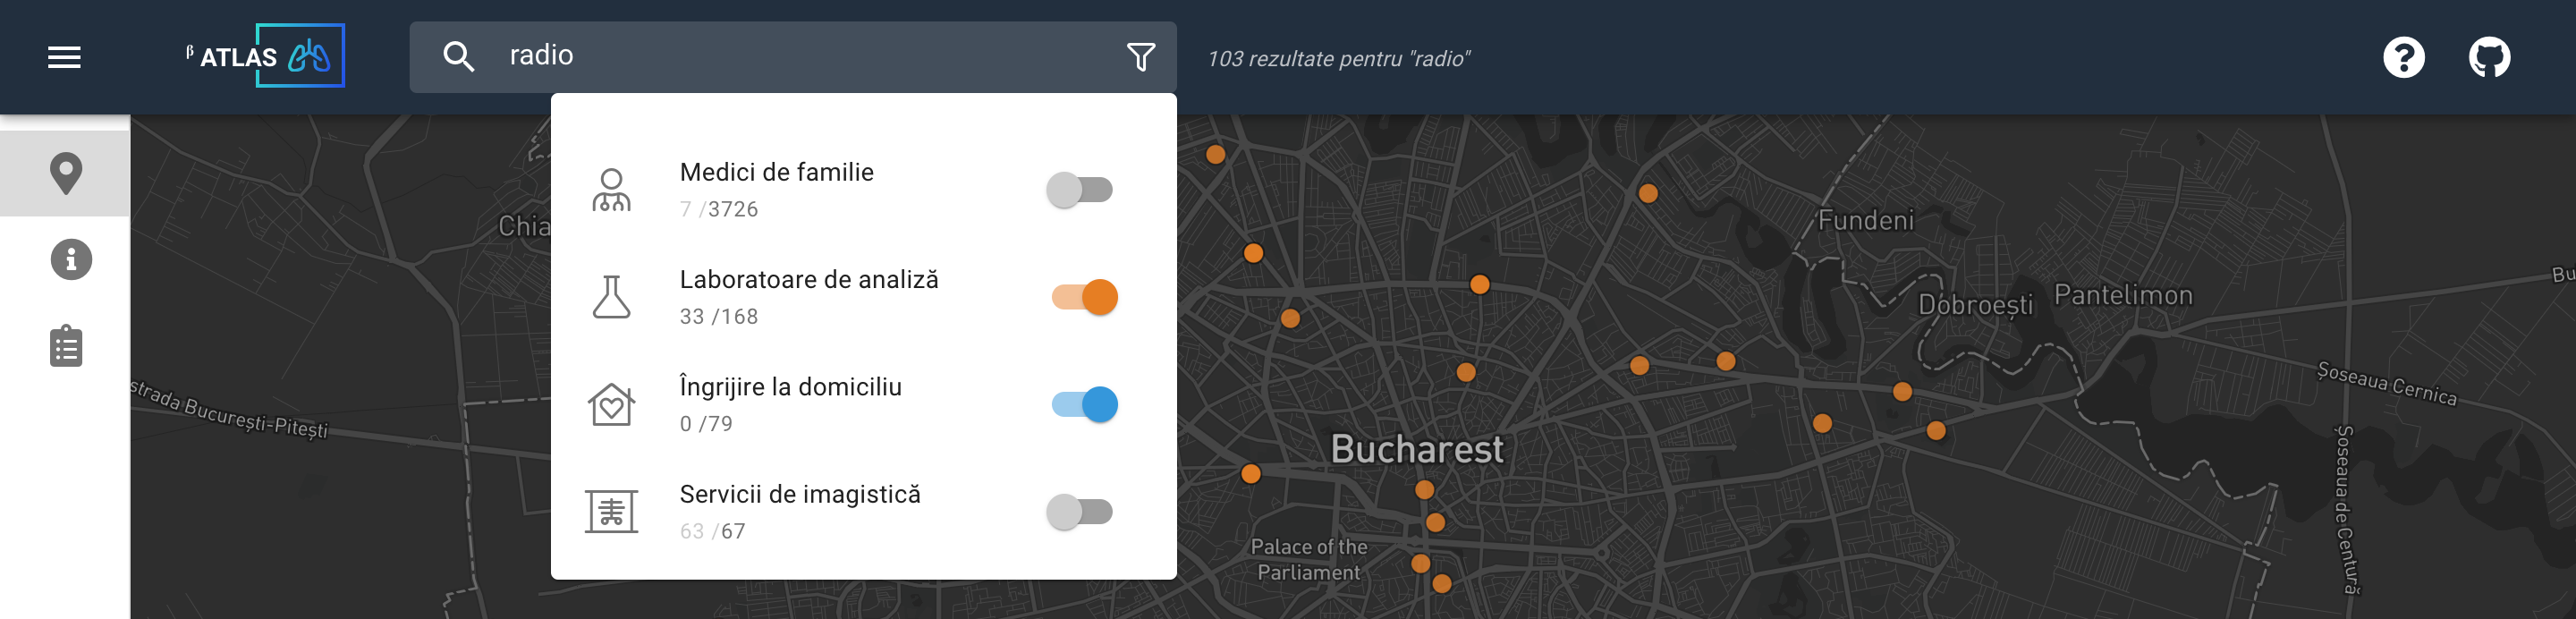 β ATLAS
radio
103 rezultate pentru "radio"
Medici de familie
7 /3726
Laboratoare de analiză
33 /168
Îngrijire la domiciliu
0 /79
Servicii de imagistică
63 /67
Chia
strada București-Pitești
Fundeni
Dobroești
Pantelimon
Bu
Șoseaua Cernica
Șoseaua de Centură
Bucharest
Palace of the
Parliament